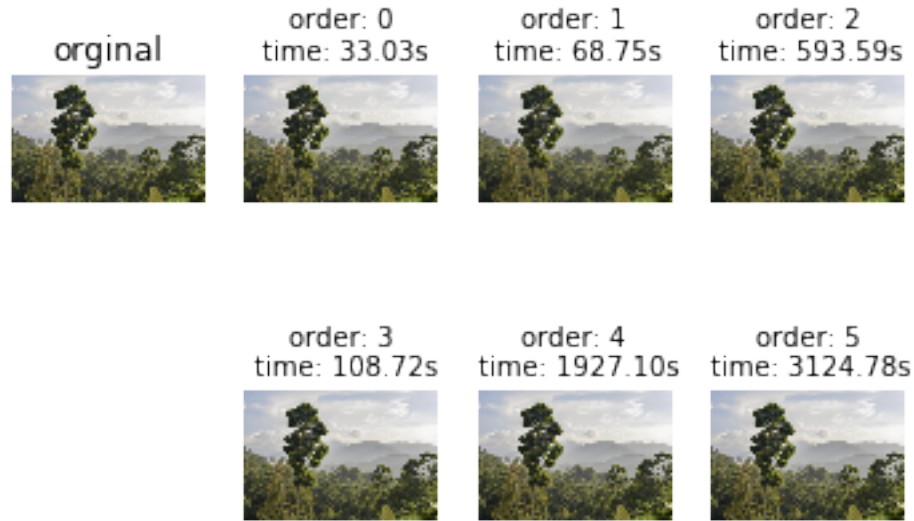 orginal
order: 0
time: 33.03s
order: 1
time: 68.75s
order: 2
time: 593.59s
order: 3
time: 108.72s
order: 4
time: 1927.10s
order: 5
time: 3124.78s